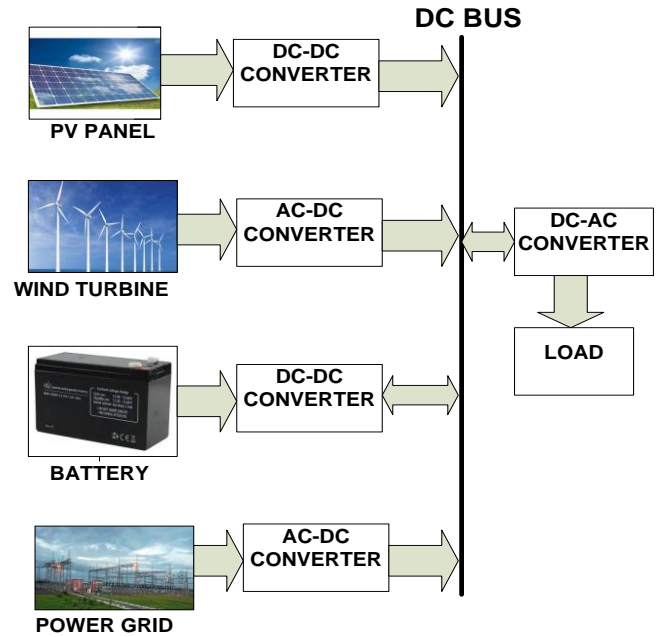 DC BUS
DC-DC
CONVERTER
PV PANEL
AC-DC
CONVERTER
DC-AC
CONVERTER
WIND TURBINE
LOAD
DC-DC
CONVERTER
BATTERY
AC-DC
CONVERTER
POWER GRID